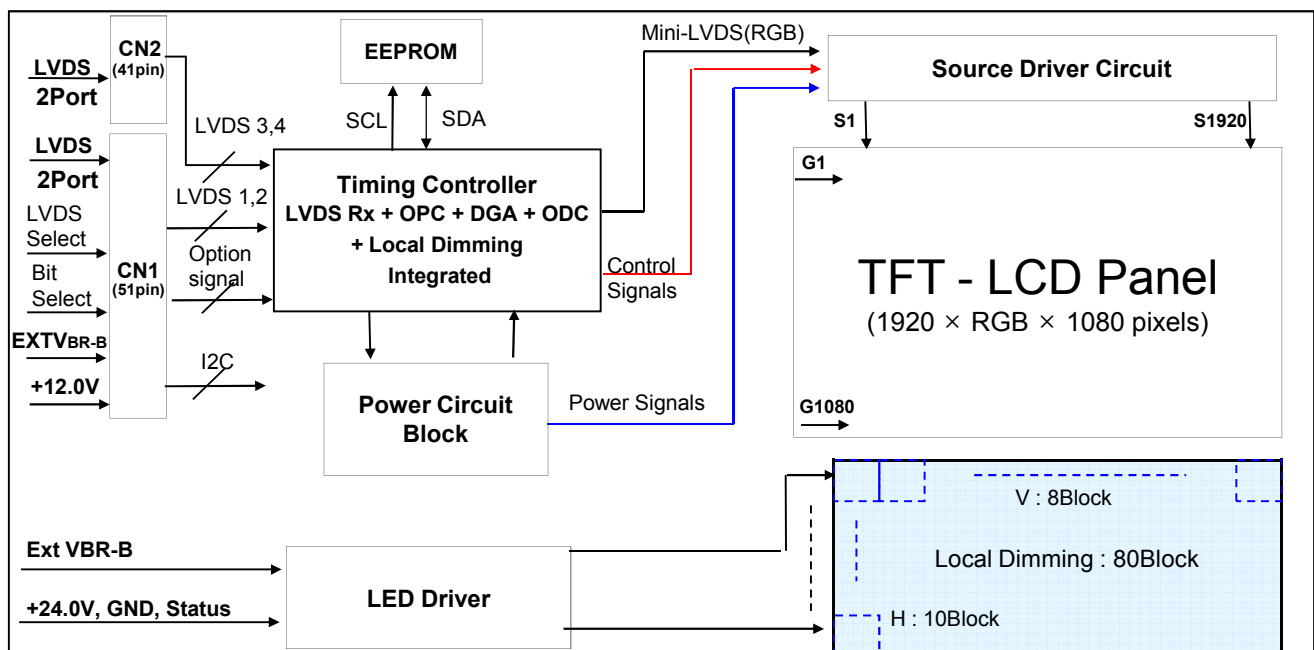 CN2
(41pin)
LVDS
2Port
LVDS
2Port
LVDS
Select
Bit
Select
EXTVBR-B
+12.0V
CN1
(51pin)
LVDS 3,4
LVDS 1,2
Option
signal
I2C
EEPROM
SCL
SDA
Timing Controller
LVDS Rx + OPC + DGA + ODC
+ Local Dimming
Integrated
Mini-LVDS(RGB)
Control
Signals
Power Circuit
Block
Power Signals
Source Driver Circuit
S1
S1920
G1
TFT - LCD Panel
(1920 × RGB × 1080 pixels)
G1080
Ext VBR-B
+24.0V, GND, Status
LED Driver
V : 8Block
Local Dimming : 80Block
H : 10Block